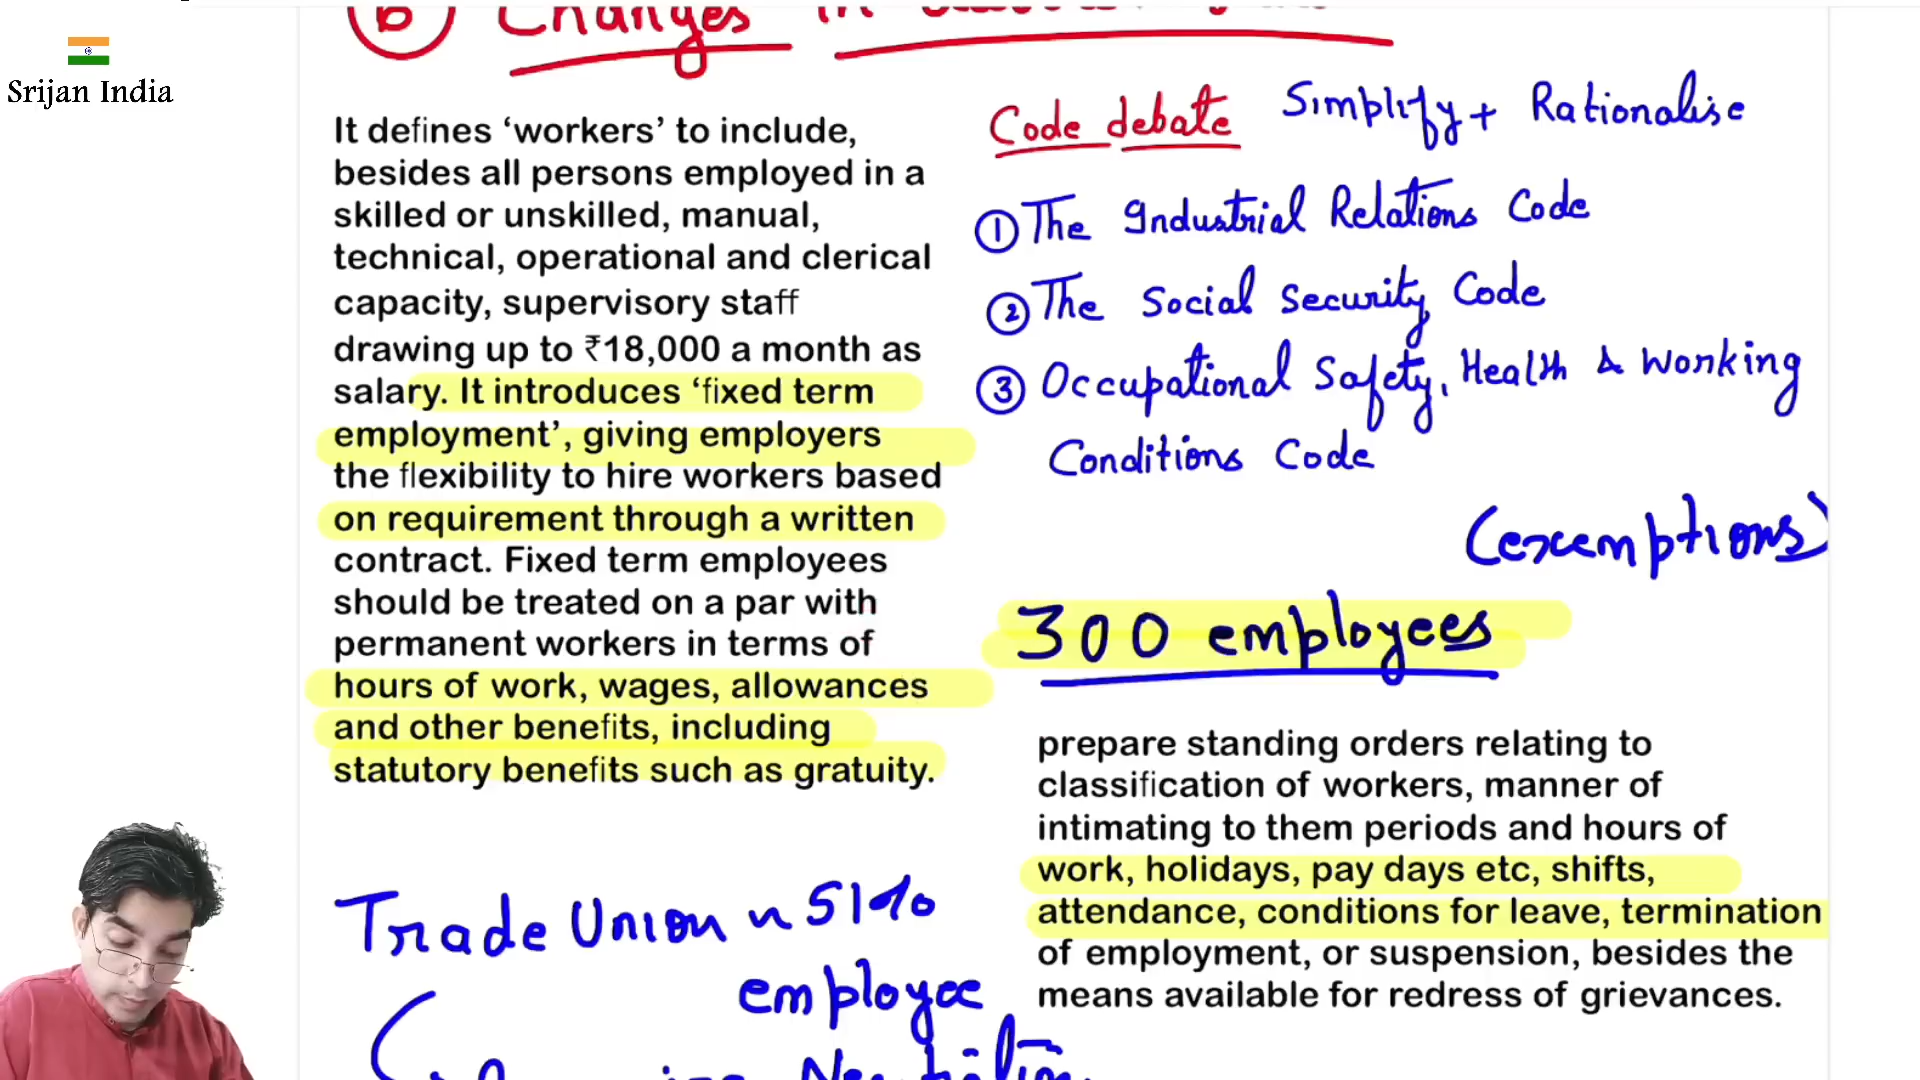 B Changes in
Srijan India
Code debate Simplify + Rationalise
It defines ‘workers’ to include,
besides all persons employed in a
skilled or unskilled, manual,
technical, operational and clerical
capacity, supervisory staff
drawing up to ₹18,000 a month as
salary. It introduces ‘fixed term
employment’, giving employers
the flexibility to hire workers based
on requirement through a written
contract. Fixed term employees
should be treated on a par with
permanent workers in terms of
hours of work, wages, allowances
and other benefits, including
statutory benefits such as gratuity.
① The Industrial Relations Code
② The Social Security Code
③ Occupational Safety, Health & Working
Conditions Code
(exemptions)
300 employees
prepare standing orders relating to
classification of workers, manner of
intimating to them periods and hours of
work, holidays, pay days etc, shifts,
attendance, conditions for leave, termination
of employment, or suspension, besides the
means available for redress of grievances.
Trade Union 51%
employee